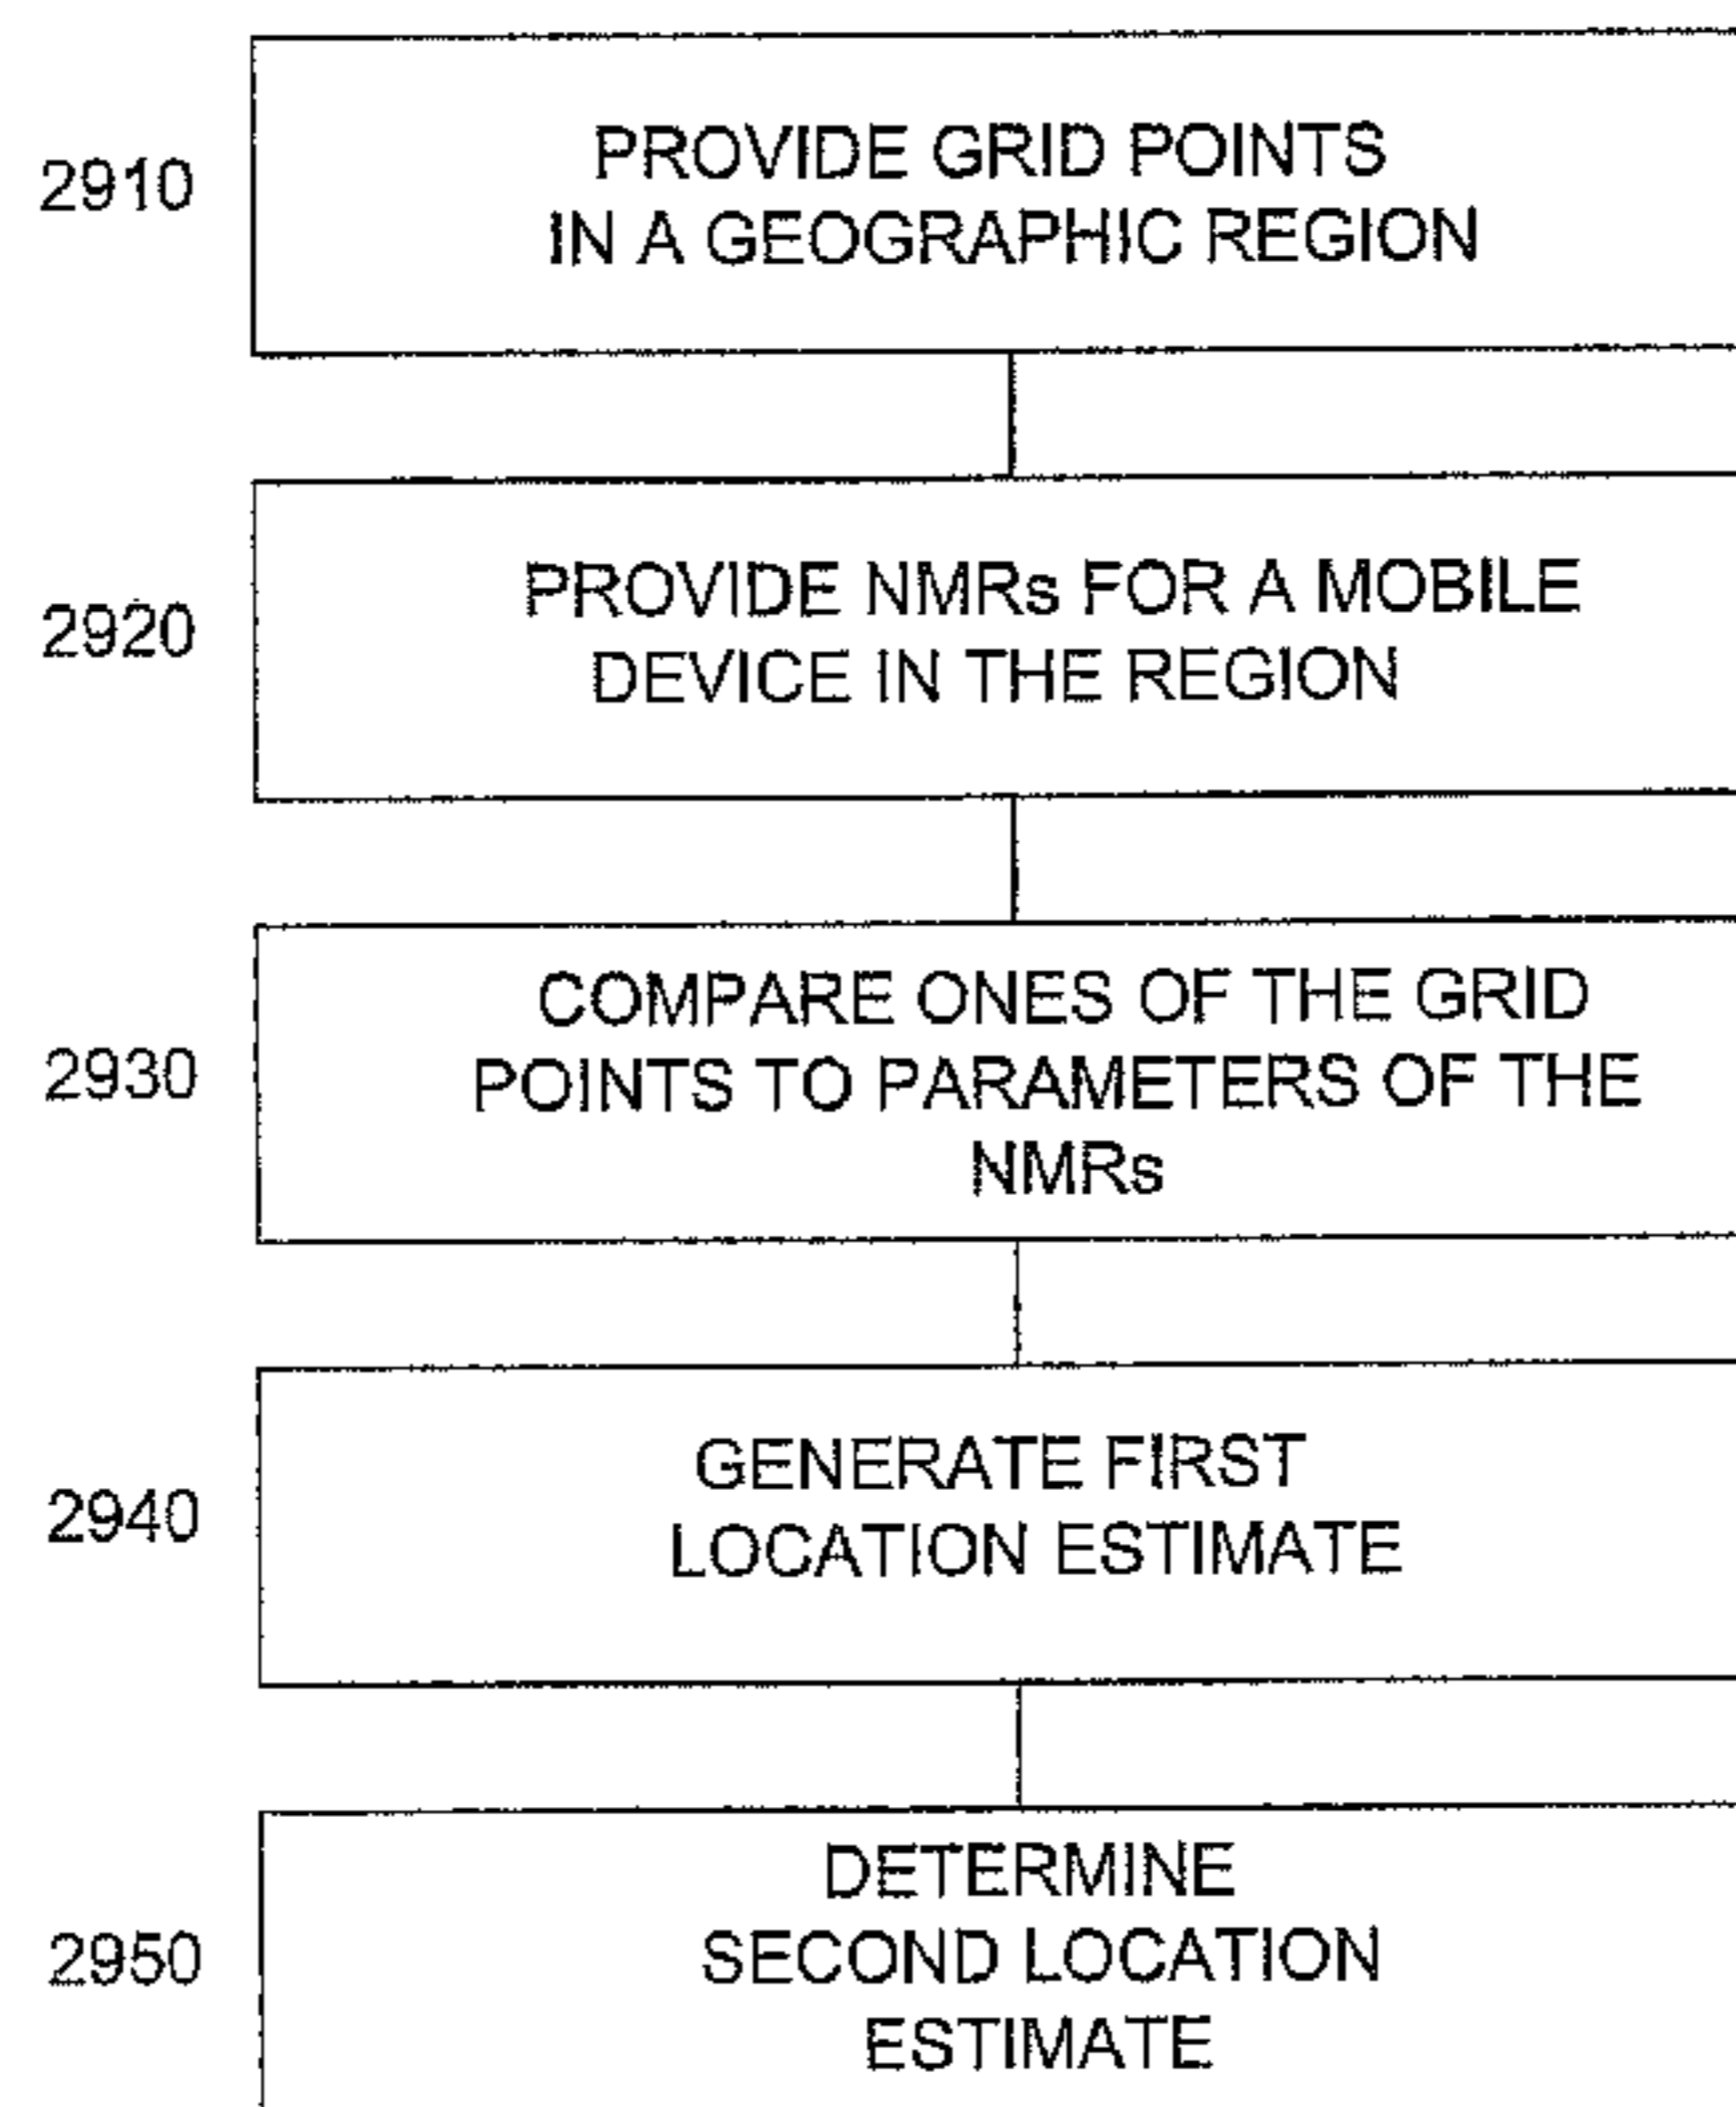 2910
PROVIDE GRID POINTS
IN A GEOGRAPHIC REGION
2920
PROVIDE NMRs FOR A MOBILE
DEVICE IN THE REGION
2930
COMPARE ONES OF THE GRID
POINTS TO PARAMETERS OF THE
NMRs
2940
GENERATE FIRST
LOCATION ESTIMATE
2950
DETERMINE
SECOND LOCATION
ESTIMATE